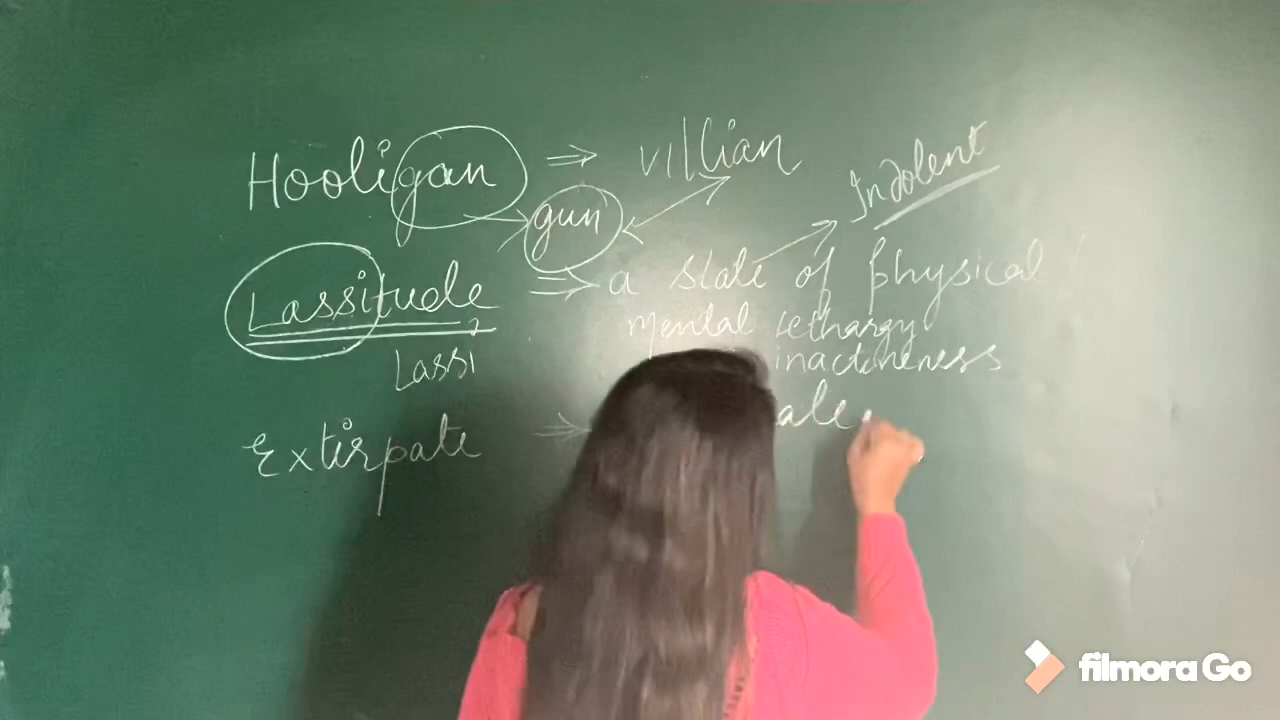 Hooligan ⇒ villian
Indolent
gun
Lassitude ⇒ a state of physical
mental lethargy
inactiveness
Lassi
Extirpate ⇒
filmora Go